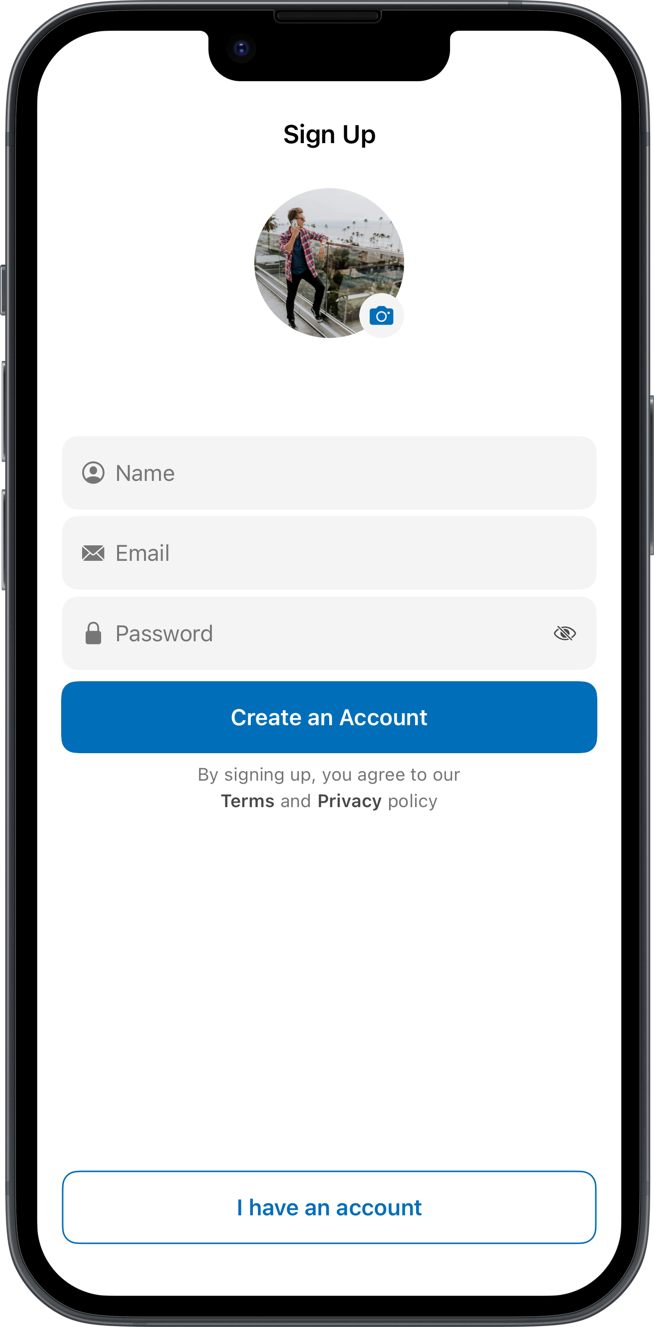 Sign Up
Name
Email
Password
Create an Account
By signing up, you agree to our
Terms and Privacy policy
I have an account